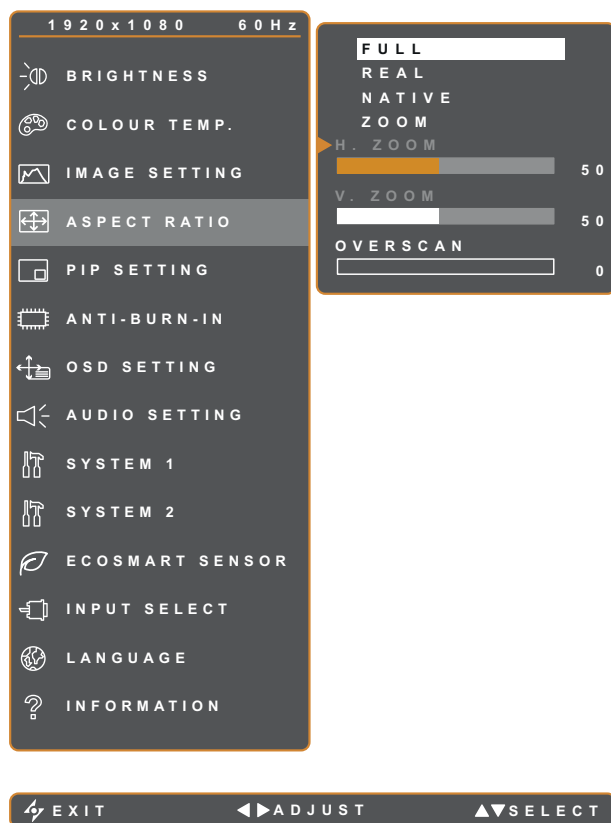 1920x1080 60Hz
BRIGHTNESS
COLOUR TEMP.
IMAGE SETTING
ASPECT RATIO
PIP SETTING
ANTI-BURN-IN
OSD SETTING
AUDIO SETTING
SYSTEM 1
SYSTEM 2
ECOSMART SENSOR
INPUT SELECT
LANGUAGE
INFORMATION
FULL
REAL
NATIVE
ZOOM
H. ZOOM
50
V. ZOOM
50
OVERSCAN
0
EXIT ADJUST SELECT